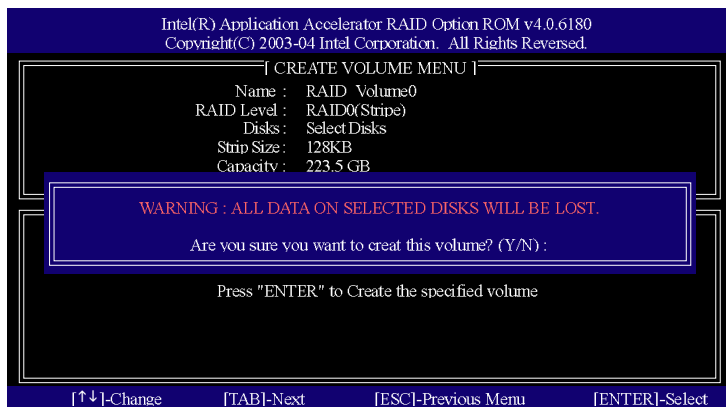 Intel(R) Application Accelerator RAID Option ROM v4.0.6180
Copyright(C) 2003-04 Intel Corporation. All Rights Reversed.
[ CREATE VOLUME MENU ]
Name : RAID_Volume0
RAID Level : RAID0(Stripe)
Disks : Select Disks
Strip Size : 128KB
Capacity : 223.5 GB
WARNING : ALL DATA ON SELECTED DISKS WILL BE LOST.
Are you sure you want to creat this volume? (Y/N) :
Press "ENTER" to Create the specified volume
[↑↓]-Change [TAB]-Next [ESC]-Previous Menu [ENTER]-Select